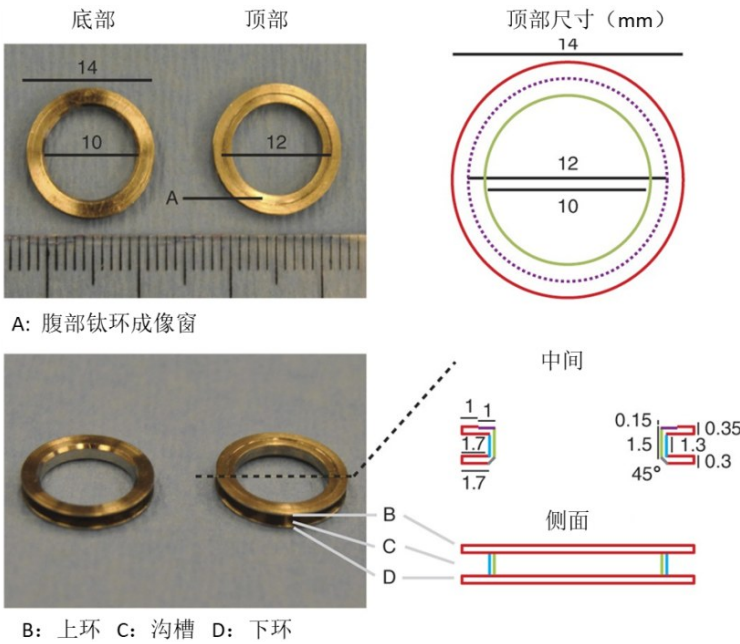 底部
顶部
顶部尺寸（mm）
14
10
12
A
14
12
10
A: 腹部钛环成像窗
中间
1
1
1.7
1.7
0.15
0.35
1.5
1.3
0.3
45°
B
C
D
侧面
B：上环 C：沟槽 D：下环